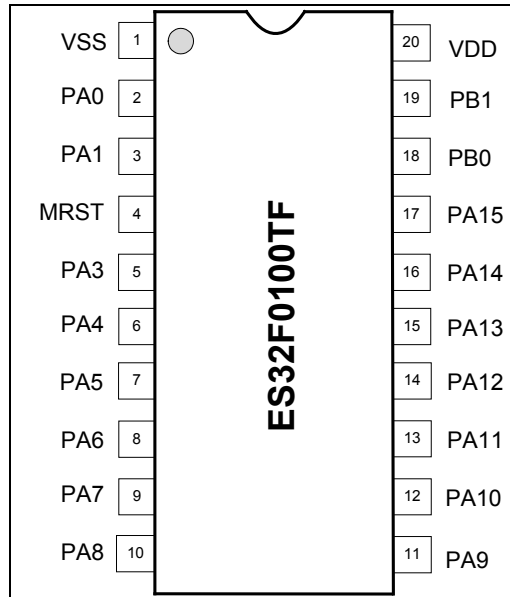 VSS 1 20 VDD
PA0 2 19 PB1
PA1 3 18 PB0
MRST 4 17 PA15
PA3 5 16 PA14
PA4 6 15 PA13
PA5 7 14 PA12
PA6 8 13 PA11
PA7 9 12 PA10
PA8 10 11 PA9
ES32F0100TF